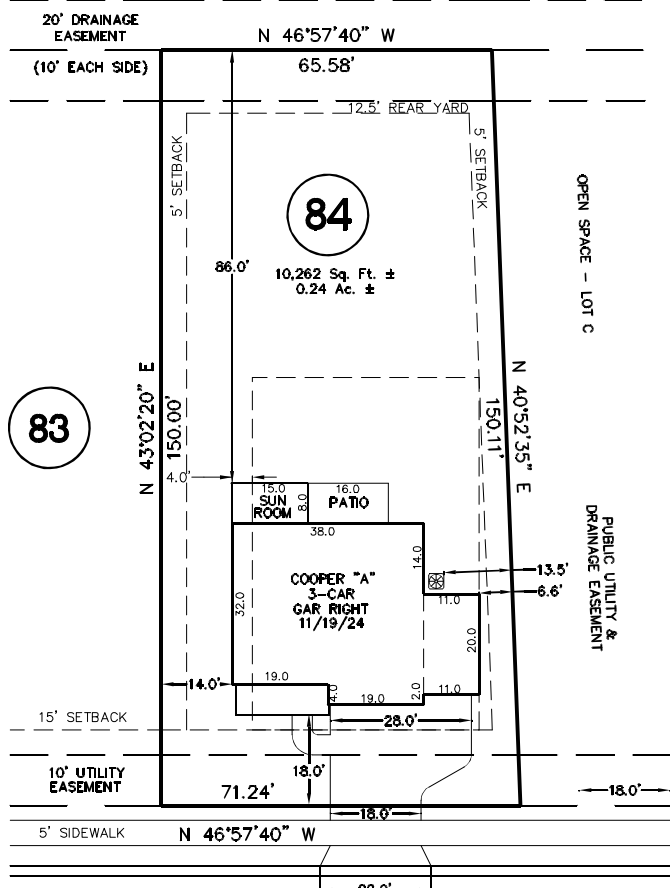 20' DRAINAGE
EASEMENT
(10' EACH SIDE)
N 46°57'40" W
65.58'
12.5' REAR YARD
5' SETBACK
5' SETBACK
84
10,262 Sq. Ft. ±
0.24 Ac. ±
86.0'
OPEN SPACE - LOT C
83
N 43°02'20" E
150.00'
N 40°52'35" E
150.11'
4.0'
15.0
SUN
ROOM
8.0
16.0
PATIO
38.0
14.0
COOPER "A"
3-CAR
GAR RIGHT
11/19/24
32.0
13.5'
6.6'
11.0
20.0
PUBLIC UTILITY &
DRAINAGE EASEMENT
14.0'
19.0
4.0
19.0
2.0
11.0
28.0'
15' SETBACK
18.0'
10' UTILITY
EASEMENT
71.24'
18.0'
18.0'
5' SIDEWALK
N 46°57'40" W